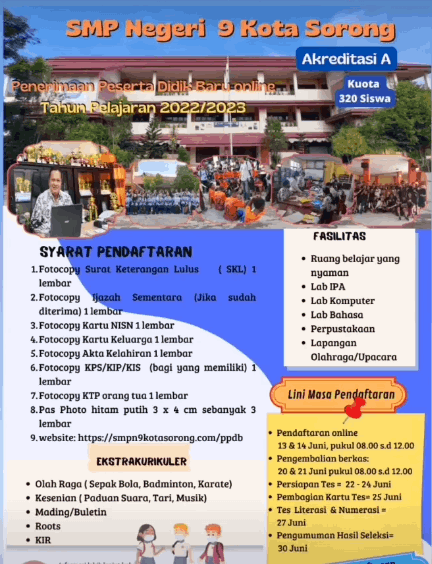 SMP Negeri 9 Kota Sorong
Akreditasi A
Penerimaan Peserta Didik Baru online
Tahun Pelajaran 2022/2023
Kuota
320 Siswa
SYARAT PENDAFTARAN
1. Fotocopy Surat Keterangan Lulus ( SKL) 1
lembar
2. Fotocopy Ijazah Sementara (Jika sudah
diterima) 1 lembar
3. Fotocopy Kartu NISN 1 lembar
4. Fotocopy Kartu Keluarga 1 lembar
5. Fotocopy Akta Kelahiran 1 lembar
6. Fotocopy KPS/KIP/KIS (bagi yang memiliki) 1
lembar
7. Fotocopy KTP orang tua 1 lembar
8. Pas Photo hitam putih 3 x 4 cm sebanyak 3
lembar
9. website: https://smpn9kotasorong.com/ppdb
EKSTRAKURIKULER
• Olah Raga ( Sepak Bola, Badminton, Karate)
• Kesenian ( Paduan Suara, Tari, Musik)
• Mading/Buletin
• Roots
• KIR
FASILITAS
• Ruang belajar yang
nyaman
• Lab IPA
• Lab Komputer
• Lab Bahasa
• Perpustakaan
• Lapangan
Olahraga/Upacara
Lini Masa Pendaftaran
• Pendaftaran online
13 & 14 Juni, pukul 08.00 s.d 12.00
• Pengembalian berkas:
20 & 21 Juni pukul 08.00 s.d 12.00
• Persiapan Tes = 22 - 24 Juni
• Pembagian Kartu Tes= 25 Juni
• Tes Literasi & Numerasi =
27 Juni
• Pengumuman Hasil Seleksi=
30 Juni